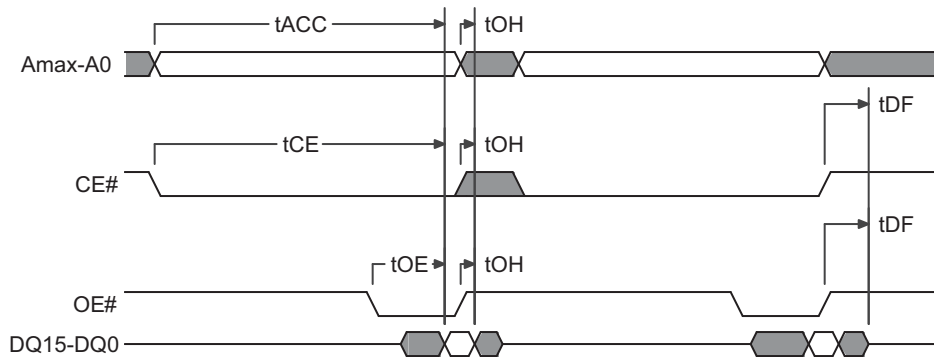 tACC tOH
Amax-A0
tDF
tCE tOH
CE#
tDF
tOE tOH
OE#
DQ15-DQ0